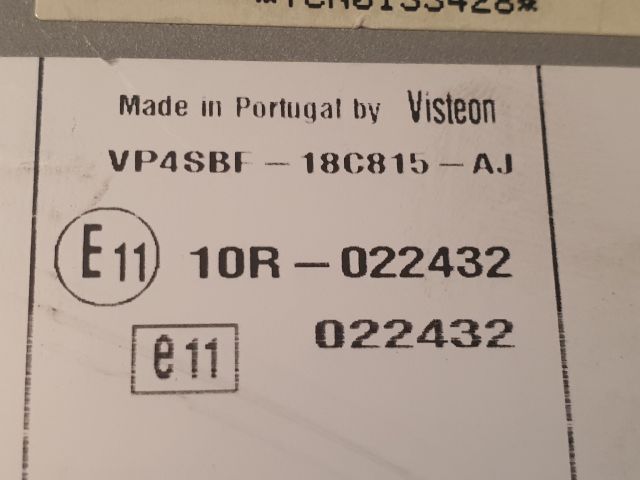 Made in Portugal by Visteon
VP4SBF-18C815-AJ
E11 10R-022432
e11 022432